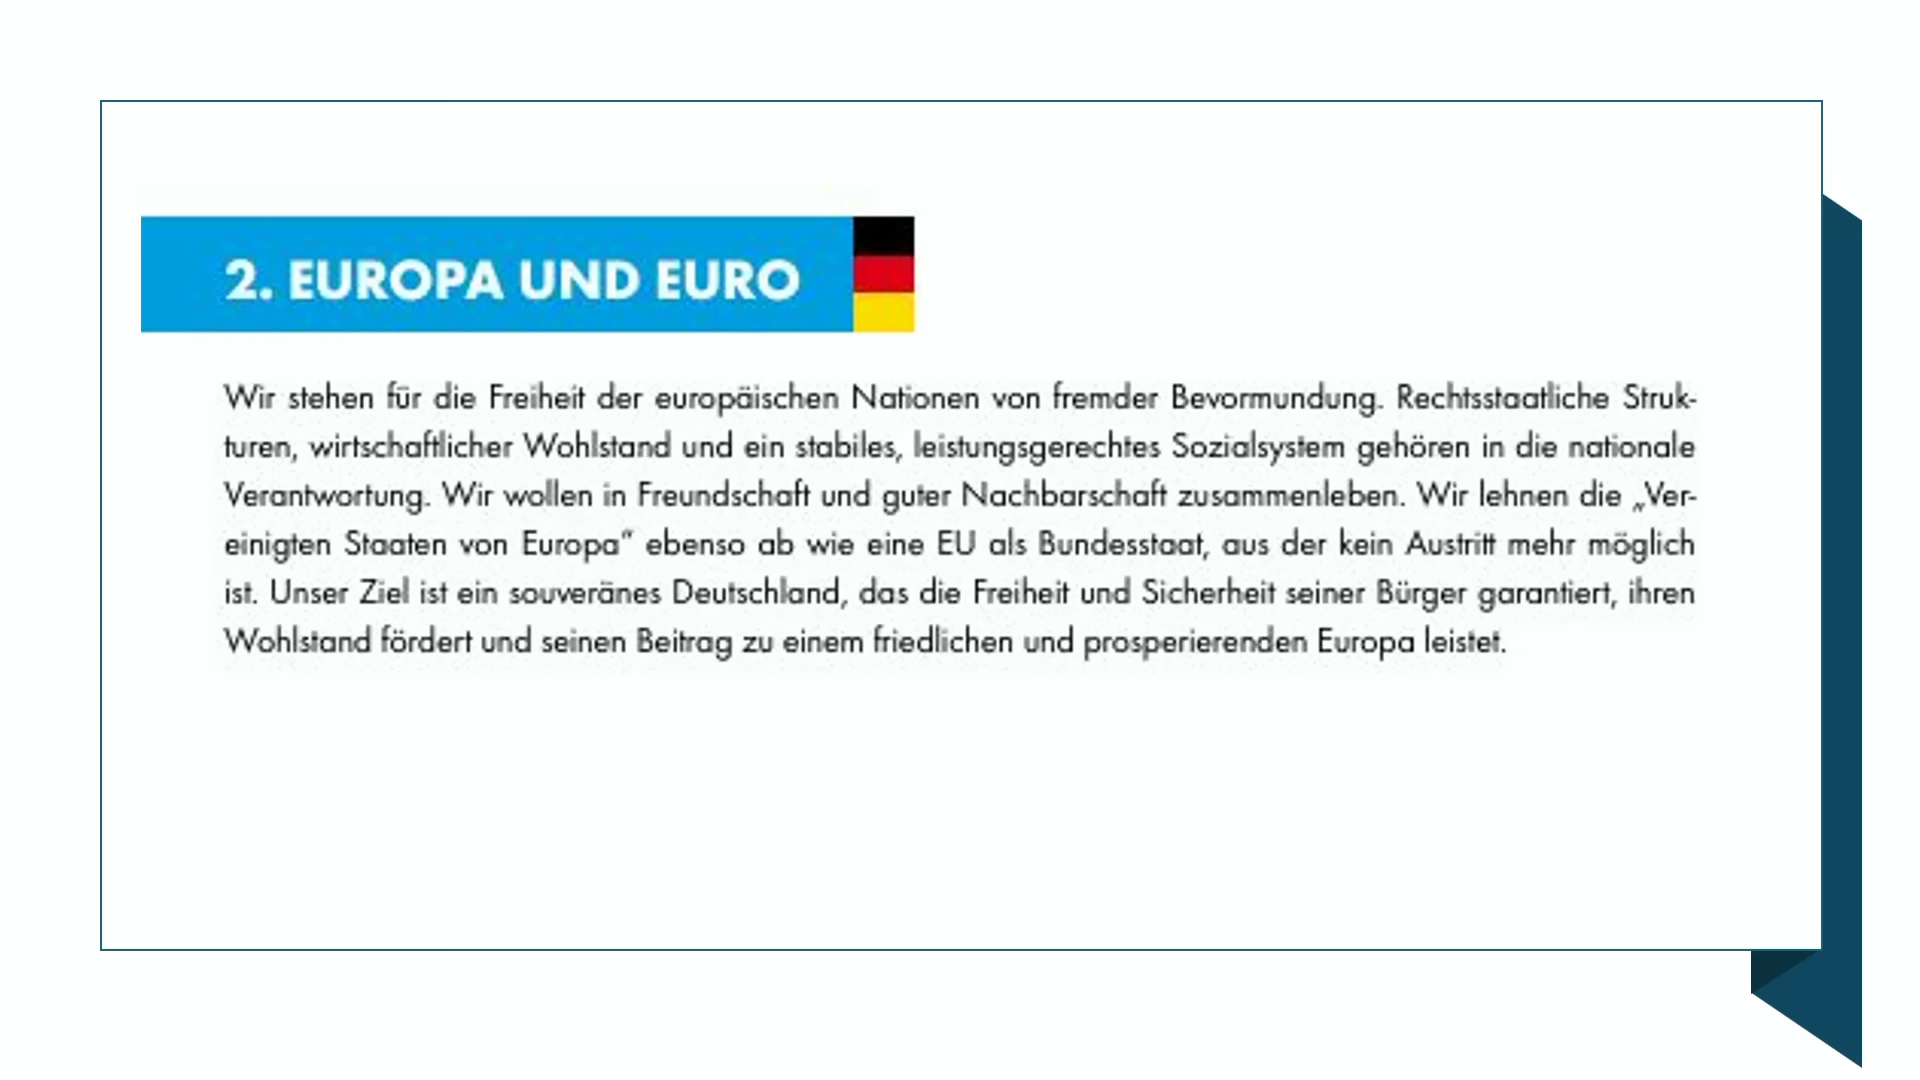 2. EUROPA UND EURO
Wir stehen für die Freiheit der europäischen Nationen von fremder Bevormundung. Rechtsstaatliche Struk-
turen, wirtschaftlicher Wohlstand und ein stabiles, leistungsgerechtes Sozialsystem gehören in die nationale
Verantwortung. Wir wollen in Freundschaft und guter Nachbarschaft zusammenleben. Wir lehnen die „Ver-
einigten Staaten von Europa“ ebenso ab wie eine EU als Bundesstaat, aus der kein Austritt mehr möglich
ist. Unser Ziel ist ein souveränes Deutschland, das die Freiheit und Sicherheit seiner Bürger garantiert, ihren
Wohlstand fördert und seinen Beitrag zu einem friedlichen und prosperierenden Europa leistet.